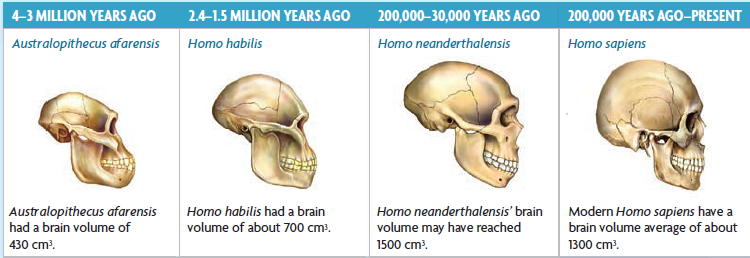 4–3 MILLION YEARS AGO
2.4–1.5 MILLION YEARS AGO
200,000–30,000 YEARS AGO
200,000 YEARS AGO–PRESENT
Australopithecus afarensis
Homo habilis
Homo neanderthalensis
Homo sapiens
Australopithecus afarensis
had a brain volume of
430 cm³.
Homo habilis had a brain
volume of about 700 cm³.
Homo neanderthalensis' brain
volume may have reached
1500 cm³.
Modern Homo sapiens have a
brain volume average of about
1300 cm³.